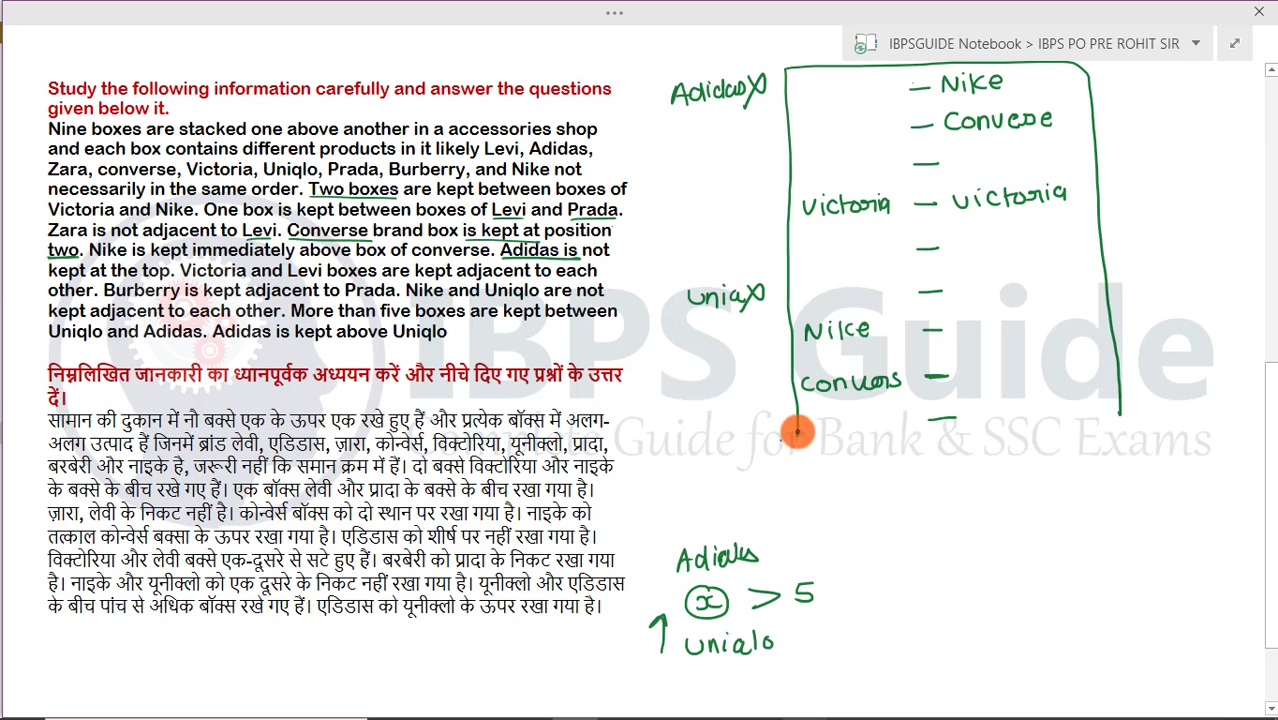 IBPSGUIDE Notebook > IBPS PO PRE ROHIT SIR
Study the following information carefully and answer the questions
given below it.
Nine boxes are stacked one above another in a accessories shop
and each box contains different products in it likely Levi, Adidas,
Zara, converse, Victoria, Uniqlo, Prada, Burberry, and Nike not
necessarily in the same order. Two boxes are kept between boxes of
Victoria and Nike. One box is kept between boxes of Levi and Prada.
Zara is not adjacent to Levi. Converse brand box is kept at position
two. Nike is kept immediately above box of converse. Adidas is not
kept at the top. Victoria and Levi boxes are kept adjacent to each
other. Burberry is kept adjacent to Prada. Nike and Uniqlo are not
kept adjacent to each other. More than five boxes are kept between
Uniqlo and Adidas. Adidas is kept above Uniqlo
निम्नलिखित जानकारी का ध्यानपूर्वक अध्ययन करें और नीचे दिए गए प्रश्नों के उत्तर
दें।
सामान की दुकान में नौ बक्से एक के ऊपर एक रखे हुए हैं और प्रत्येक बॉक्स में अलग-
अलग उत्पाद हैं जिनमें ब्रांड लेवी, एडिडास, ज़ारा, कोन्वेर्स, विक्टोरिया, यूनीक्लो, प्रादा,
बरबेरी और नाइके है, जरूरी नहीं कि समान क्रम में हैं। दो बक्से विक्टोरिया और नाइके
के बक्से के बीच रखे गए हैं। एक बॉक्स लेवी और प्रादा के बक्से के बीच रखा गया है।
ज़ारा, लेवी के निकट नहीं है। कोन्वेर्स बॉक्स को दो स्थान पर रखा गया है। नाइके को
तत्काल कोन्वेर्स बक्सा के ऊपर रखा गया है। एडिडास को शीर्ष पर नहीं रखा गया है।
विक्टोरिया और लेवी बक्से एक-दूसरे से सटे हुए हैं। बरबेरी को प्रादा के निकट रखा गया
है। नाइके और यूनीक्लो को एक दूसरे के निकट नहीं रखा गया है। यूनीक्लो और एडिडास
के बीच पांच से अधिक बॉक्स रखे गए हैं। एडिडास को यूनीक्लो के ऊपर रखा गया है।
Adidas X
Nike
Convese
victoria victoria
uniq X
Nike
convers
Adidas
x > 5
uniqlo
IBPS Guide
Complete Guide for Bank & SSC Exams